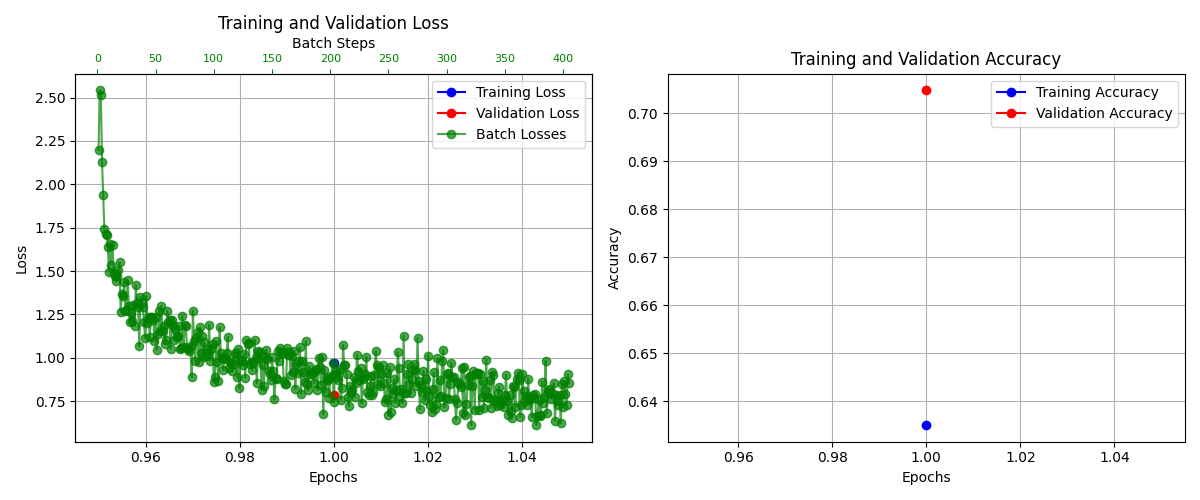 Training and Validation Loss
Batch Steps
0 50 100 150 200 250 300 350 400
Training Loss
Validation Loss
Batch Losses
2.50
2.25
2.00
1.75
1.50
1.25
1.00
0.75
Loss
0.96 0.98 1.00 1.02 1.04
Epochs
Training and Validation Accuracy
Training Accuracy
Validation Accuracy
0.70
0.69
0.68
0.67
0.66
0.65
0.64
Accuracy
0.96 0.98 1.00 1.02 1.04
Epochs